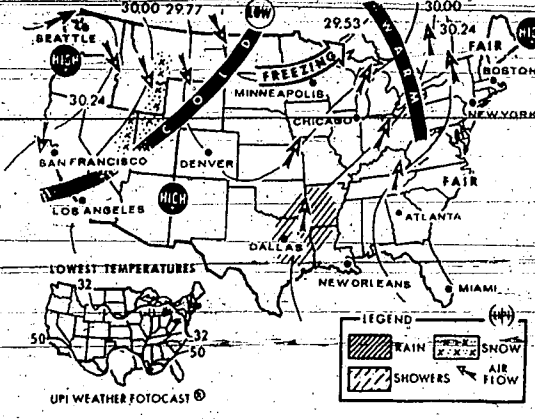 30.00 29.77
LOW
30.00
SEATTLE
29.53
30.24
WARM
FAIR
HIGH
HIGH
COLD
FREEZING
BOSTON
MINNEAPOLIS
30.24
NEW YORK
CHICAGO
SAN FRANCISCO
DENVER
FAIR
HIGH
LOS ANGELES
ATLANTA
DALLAS
LOWEST TEMPERATURES
NEW ORLEANS
MIAMI
32
LEGEND
UPI
50
32
50
RAIN
SNOW
SHOWERS
AIR
FLOW
UPI WEATHER FOTOCAST ®